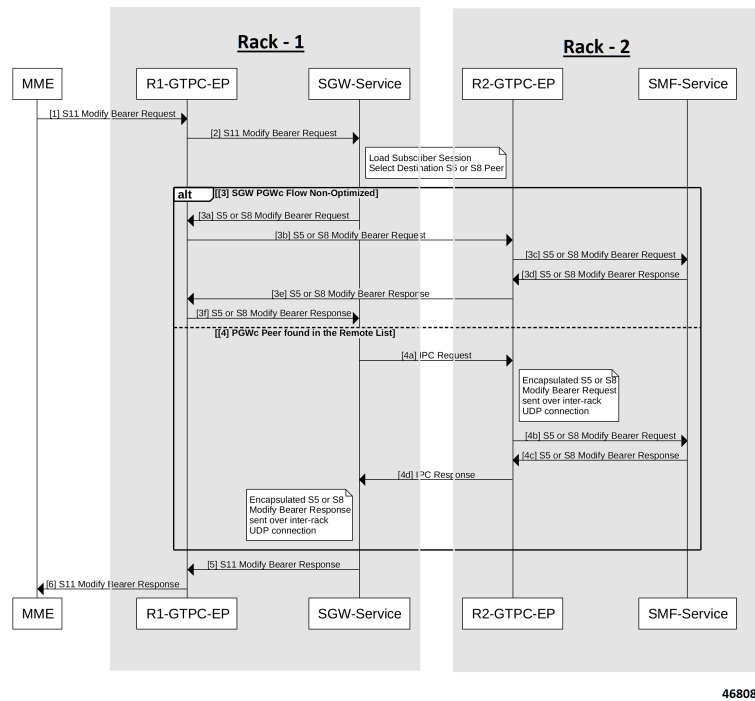 Rack - 1
Rack - 2
MME
R1-GTPC-EP
SGW-Service
R2-GTPC-EP
SMF-Service
[1] S11 Modify Bearer Request
[2] S11 Modify Bearer Request
Load Subscriber Session
Select Destination S5 or S8 Peer
alt
[[3] SGW PGWc Flow Non-Optimized]
[3a] S5 or S8 Modify Bearer Request
[3b] S5 or S8 Modify Bearer Request
[3c] S5 or S8 Modify Bearer Request
[3d] S5 or S8 Modify Bearer Response
[3e] S5 or S8 Modify Bearer Response
[3f] S5 or S8 Modify Bearer Response
[[4] PGWc Peer found in the Remote List]
[4a] IPC Request
Encapsulated S5 or S8
Modify Bearer Request
sent over inter-rack
UDP connection
[4b] S5 or S8 Modify Bearer Request
[4c] S5 or S8 Modify Bearer Response
[4d] IPC Response
Encapsulated S5 or S8
Modify Bearer Response
sent over inter-rack
UDP connection
[5] S11 Modify Bearer Response
[6] S11 Modify Bearer Response
MME
R1-GTPC-EP
SGW-Service
R2-GTPC-EP
SMF-Service
46808